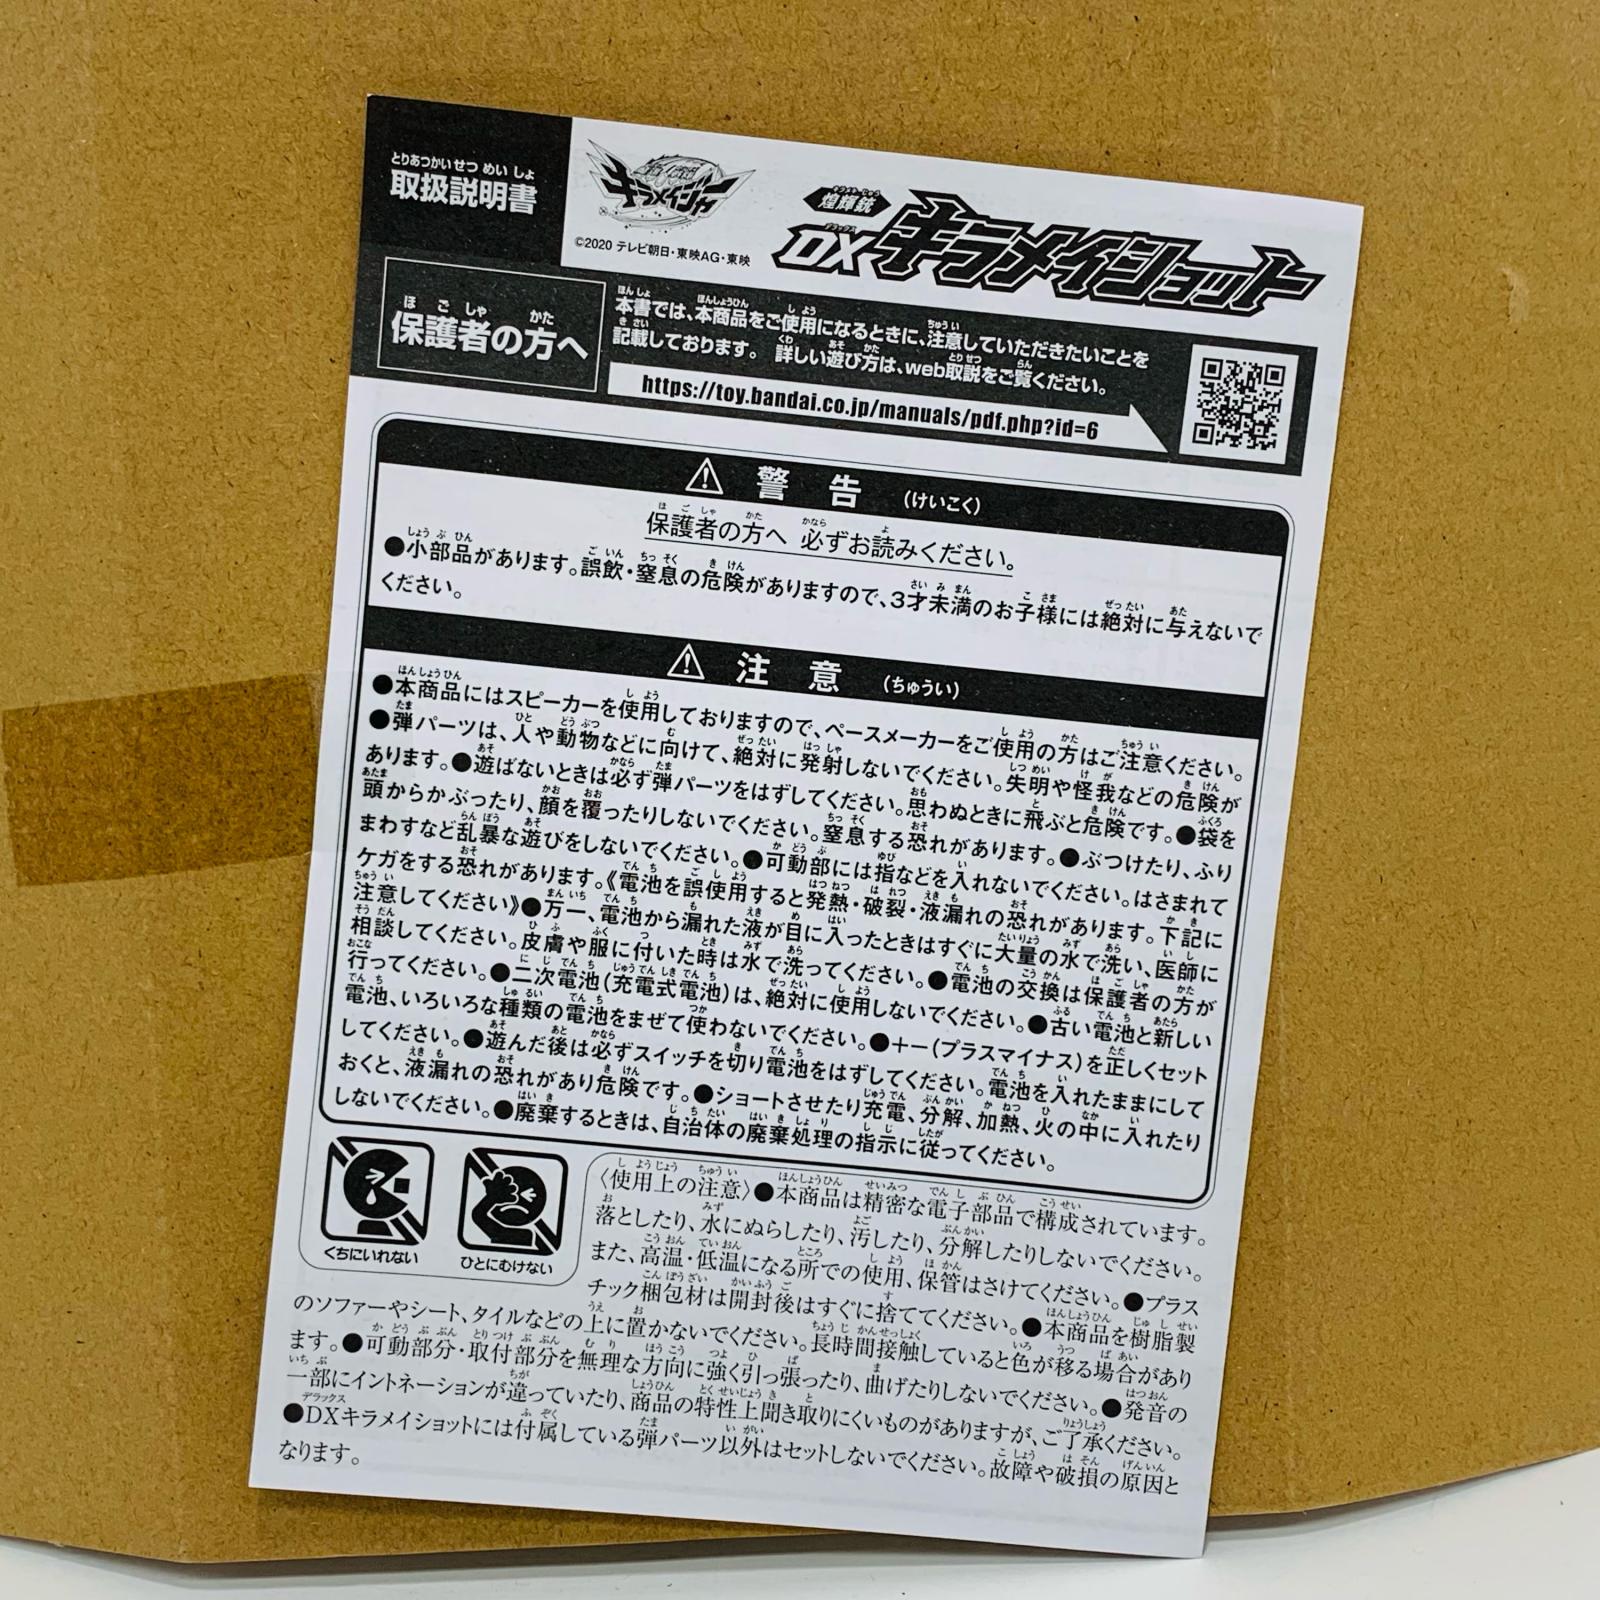 とりあつかいせつめいしょ
取扱説明書
キラメイジャー
©2020 テレビ朝日・東映AG・東映
煌輝銃
デラックス
DXキラメイショット
ほごしゃ かた
保護者の方へ
本書では、本商品をご使用になるときに、注意していただきたいことを
記載しております。 詳しい遊び方は、web取説をご覧ください。
https://toy.bandai.co.jp/manuals/pdf.php?id=6
警告 (けいこく)
保護者の方へ 必ずお読みください。
●小部品があります。誤飲・窒息の危険がありますので、3才未満のお子様には絶対に与えないで
ください。
注意 (ちゅうい)
●本商品にはスピーカーを使用しておりますので、ペースメーカーをご使用の方はご注意ください。
●弾パーツは、人や動物などに向けて、絶対に発射しないでください。失明や怪我などの危険が
あります。●遊ばないときは必ず弾パーツをはずしてください。思わぬときに飛ぶと危険です。●袋を
頭からかぶったり、顔を覆ったりしないでください。窒息する恐れがあります。●ぶつけたり、ふり
まわすなど乱暴な遊びをしないでください。●可動部には指などを入れないでください。はさまれて
ケガをする恐れがあります。《電池を誤使用すると発熱・破裂・液漏れの恐れがあります。下記に
注意してください》●万一、電池から漏れた液が目に入ったときはすぐに大量の水で洗い、医師に
相談してください。皮膚や服に付いた時は水で洗ってください。●電池の交換は保護者の方が
行ってください。●二次電池(充電式電池)は、絶対に使用しないでください。●古い電池と新しい
電池、いろいろな種類の電池をまぜて使わないでください。●+-(プラスマイナス)を正しくセット
してください。●遊んだ後は必ずスイッチを切り電池をはずしてください。電池を入れたままにして
おくと、液漏れの恐れがあり危険です。●ショートさせたり充電、分解、加熱、火の中に入れたり
しないでください。●廃棄するときは、自治体の廃棄処理の指示に従ってください。
くちにいれない
ひとにむけない
〈使用上の注意〉●本商品は精密な電子部品で構成されています。
落としたり、水にぬらしたり、汚したり、分解したりしないでください。
また、高温・低温になる所での使用、保管はさけてください。●プラス
チック梱包材は開封後はすぐに捨ててください。●本商品を樹脂製
のソファーやシート、タイルなどの上に置かないでください。長時間接触していると色が移る場合があり
ます。●可動部分・取付部分を無理な方向に強く引っ張ったり、曲げたりしないでください。●発音の
一部にイントネーションが違っていたり、商品の特性上聞き取りにくいものがありますが、ご了承ください。
●DXキラメイショットには付属している弾パーツ以外はセットしないでください。故障や破損の原因と
なります。